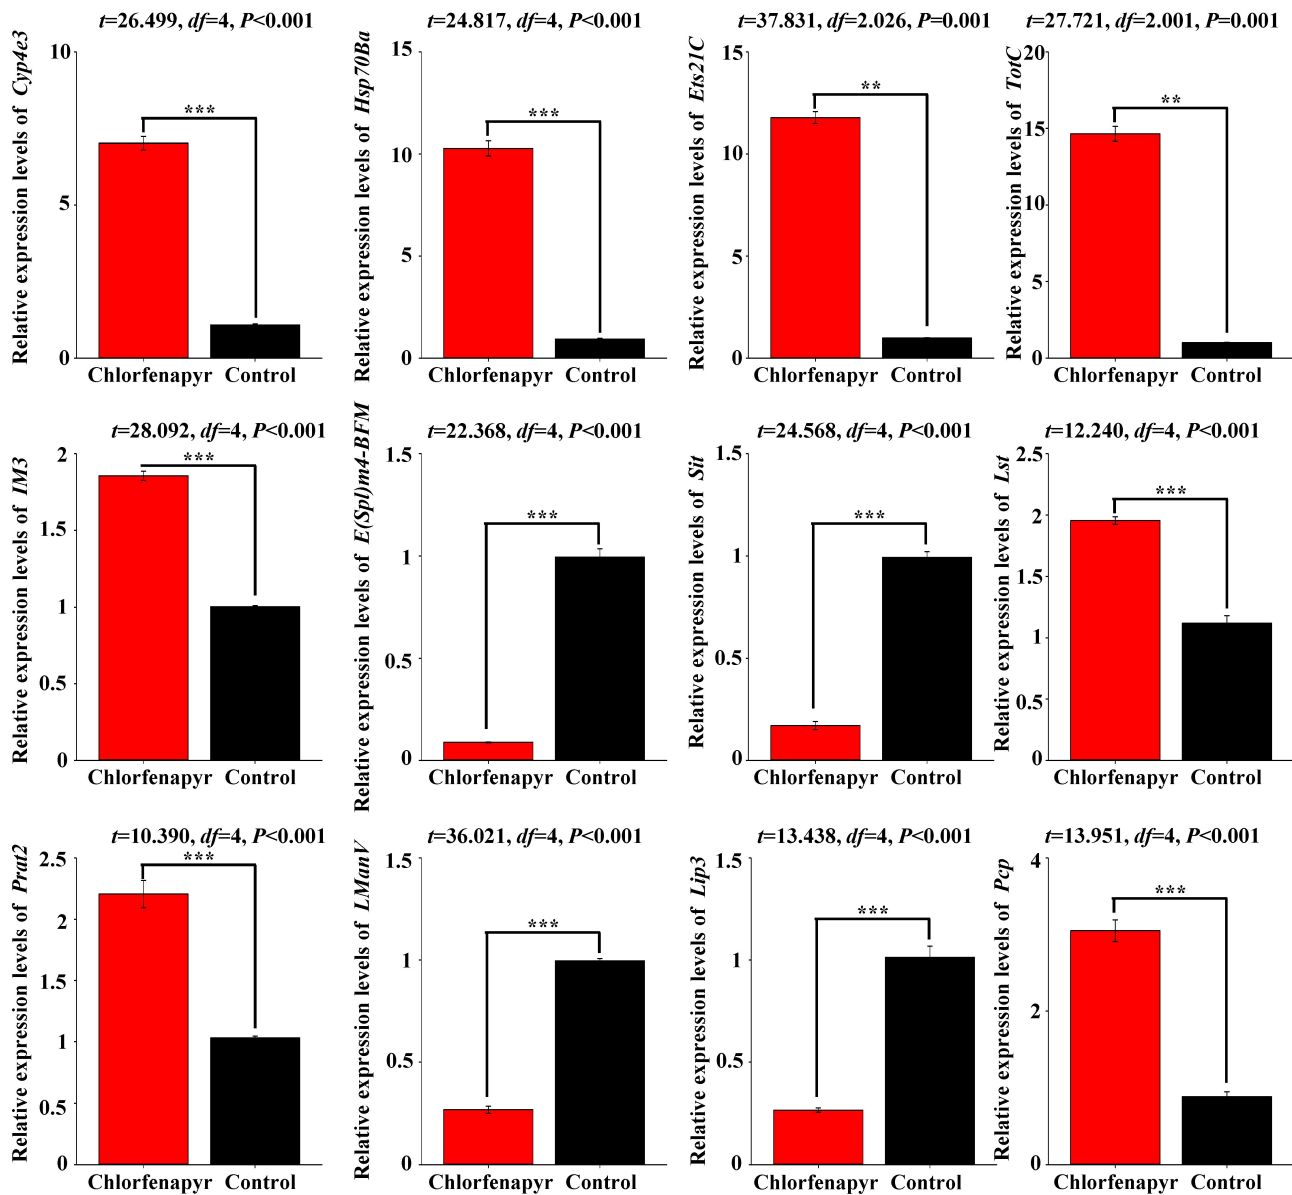 t=26.499, df=4, P<0.001
Relative expression levels of Cyp4e3
10
5
0
***
Chlorfenapyr Control
t=24.817, df=4, P<0.001
Relative expression levels of Hsp70Ba
15
10
5
0
***
Chlorfenapyr Control
t=37.831, df=2.026, P=0.001
Relative expression levels of Ets21C
15
10
5
0
**
Chlorfenapyr Control
t=27.721, df=2.001, P=0.001
Relative expression levels of TotC
20
15
10
5
0
**
Chlorfenapyr Control
t=28.092, df=4, P<0.001
Relative expression levels of IM3
2
1.5
1
0.5
0
***
Chlorfenapyr Control
t=22.368, df=4, P<0.001
Relative expression levels of E(Spl)m4-BFM
1.5
1
0.5
0
***
Chlorfenapyr Control
t=24.568, df=4, P<0.001
Relative expression levels of Sit
1.5
1
0.5
0
***
Chlorfenapyr Control
t=12.240, df=4, P<0.001
Relative expression levels of Lst
2.5
2
1.5
1
0.5
0
***
Chlorfenapyr Control
t=10.390, df=4, P<0.001
Relative expression levels of Prat2
2.5
2
1.5
1
0.5
0
***
Chlorfenapyr Control
t=36.021, df=4, P<0.001
Relative expression levels of LManV
1.5
1
0.5
0
***
Chlorfenapyr Control
t=13.438, df=4, P<0.001
Relative expression levels of Lip3
1.5
1
0.5
0
***
Chlorfenapyr Control
t=13.951, df=4, P<0.001
Relative expression levels of Pcp
4
2
0
***
Chlorfenapyr Control